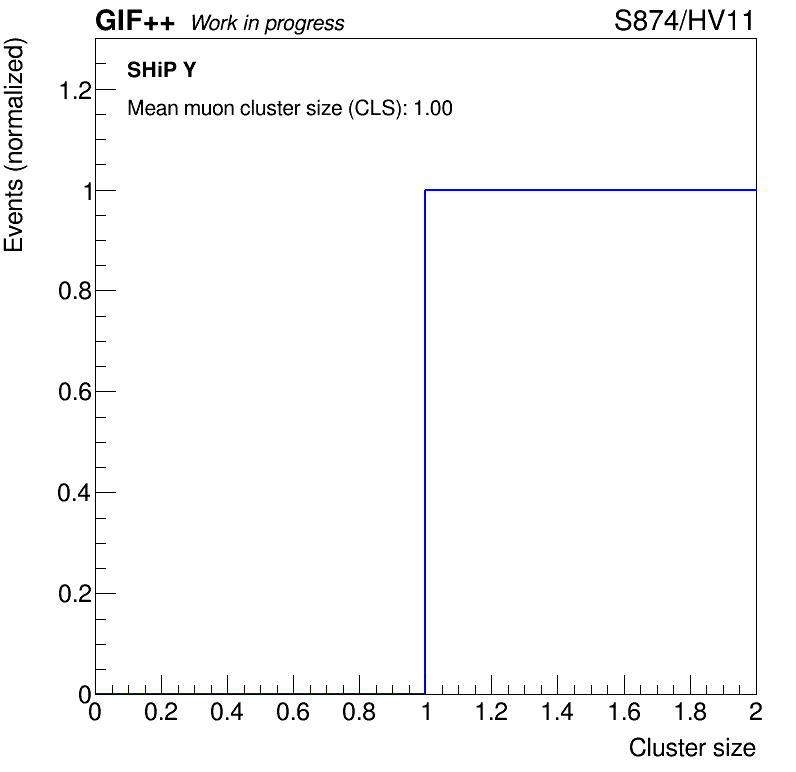 GIF++ Work in progress S874/HV11
SHiP Y
Mean muon cluster size (CLS): 1.00
Events (normalized)
1.2
1
0.8
0.6
0.4
0.2
0
0 0.2 0.4 0.6 0.8 1 1.2 1.4 1.6 1.8 2
Cluster size